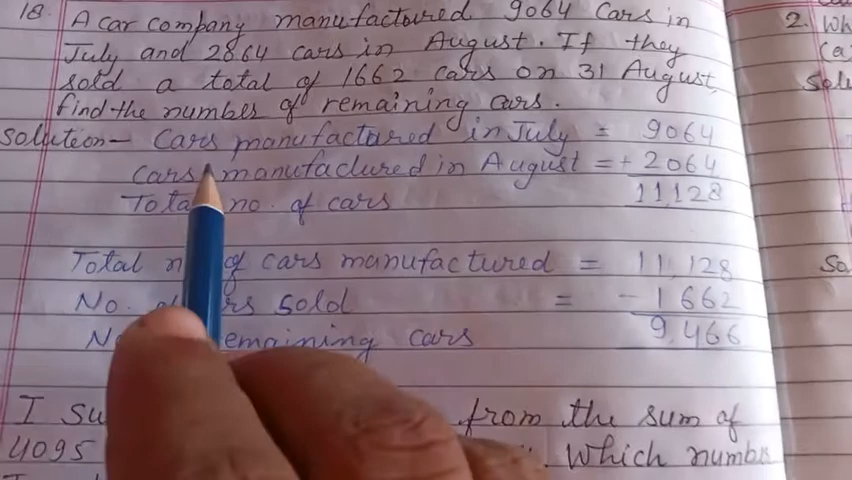 18. A car company manufactured 9064 Cars in
July and 2864 cars in August. If they
sold a total of 1662 cars on 31 August,
find the number of remaining cars.
Solution- Cars manufactured in July = 9064
Cars manufactured in August = + 2064
Total no. of cars 11,128
Total of cars manufactured = 11,128
No. sold = - 1662
remaining cars 9,466
I from the sum of
4095 Which number
2.
(a)